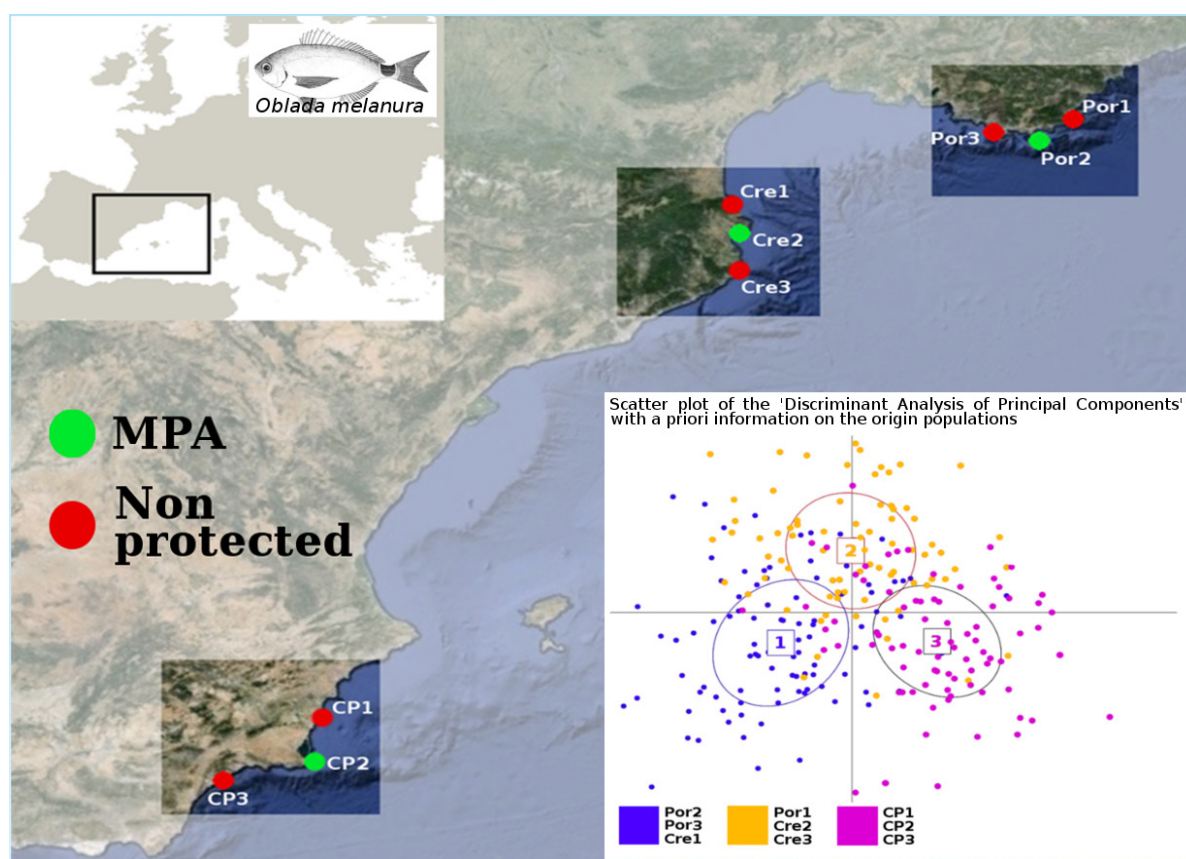 Oblada melanura
Por1
Por3
Por2
Cre1
Cre2
Cre3
MPA
Non
protected
CP1
CP2
CP3
Scatter plot of the 'Discriminant Analysis of Principal Components'
with a priori information on the origin populations
2
1
3
Por2
Por3
Cre1
Por1
Cre2
Cre3
CP1
CP2
CP3